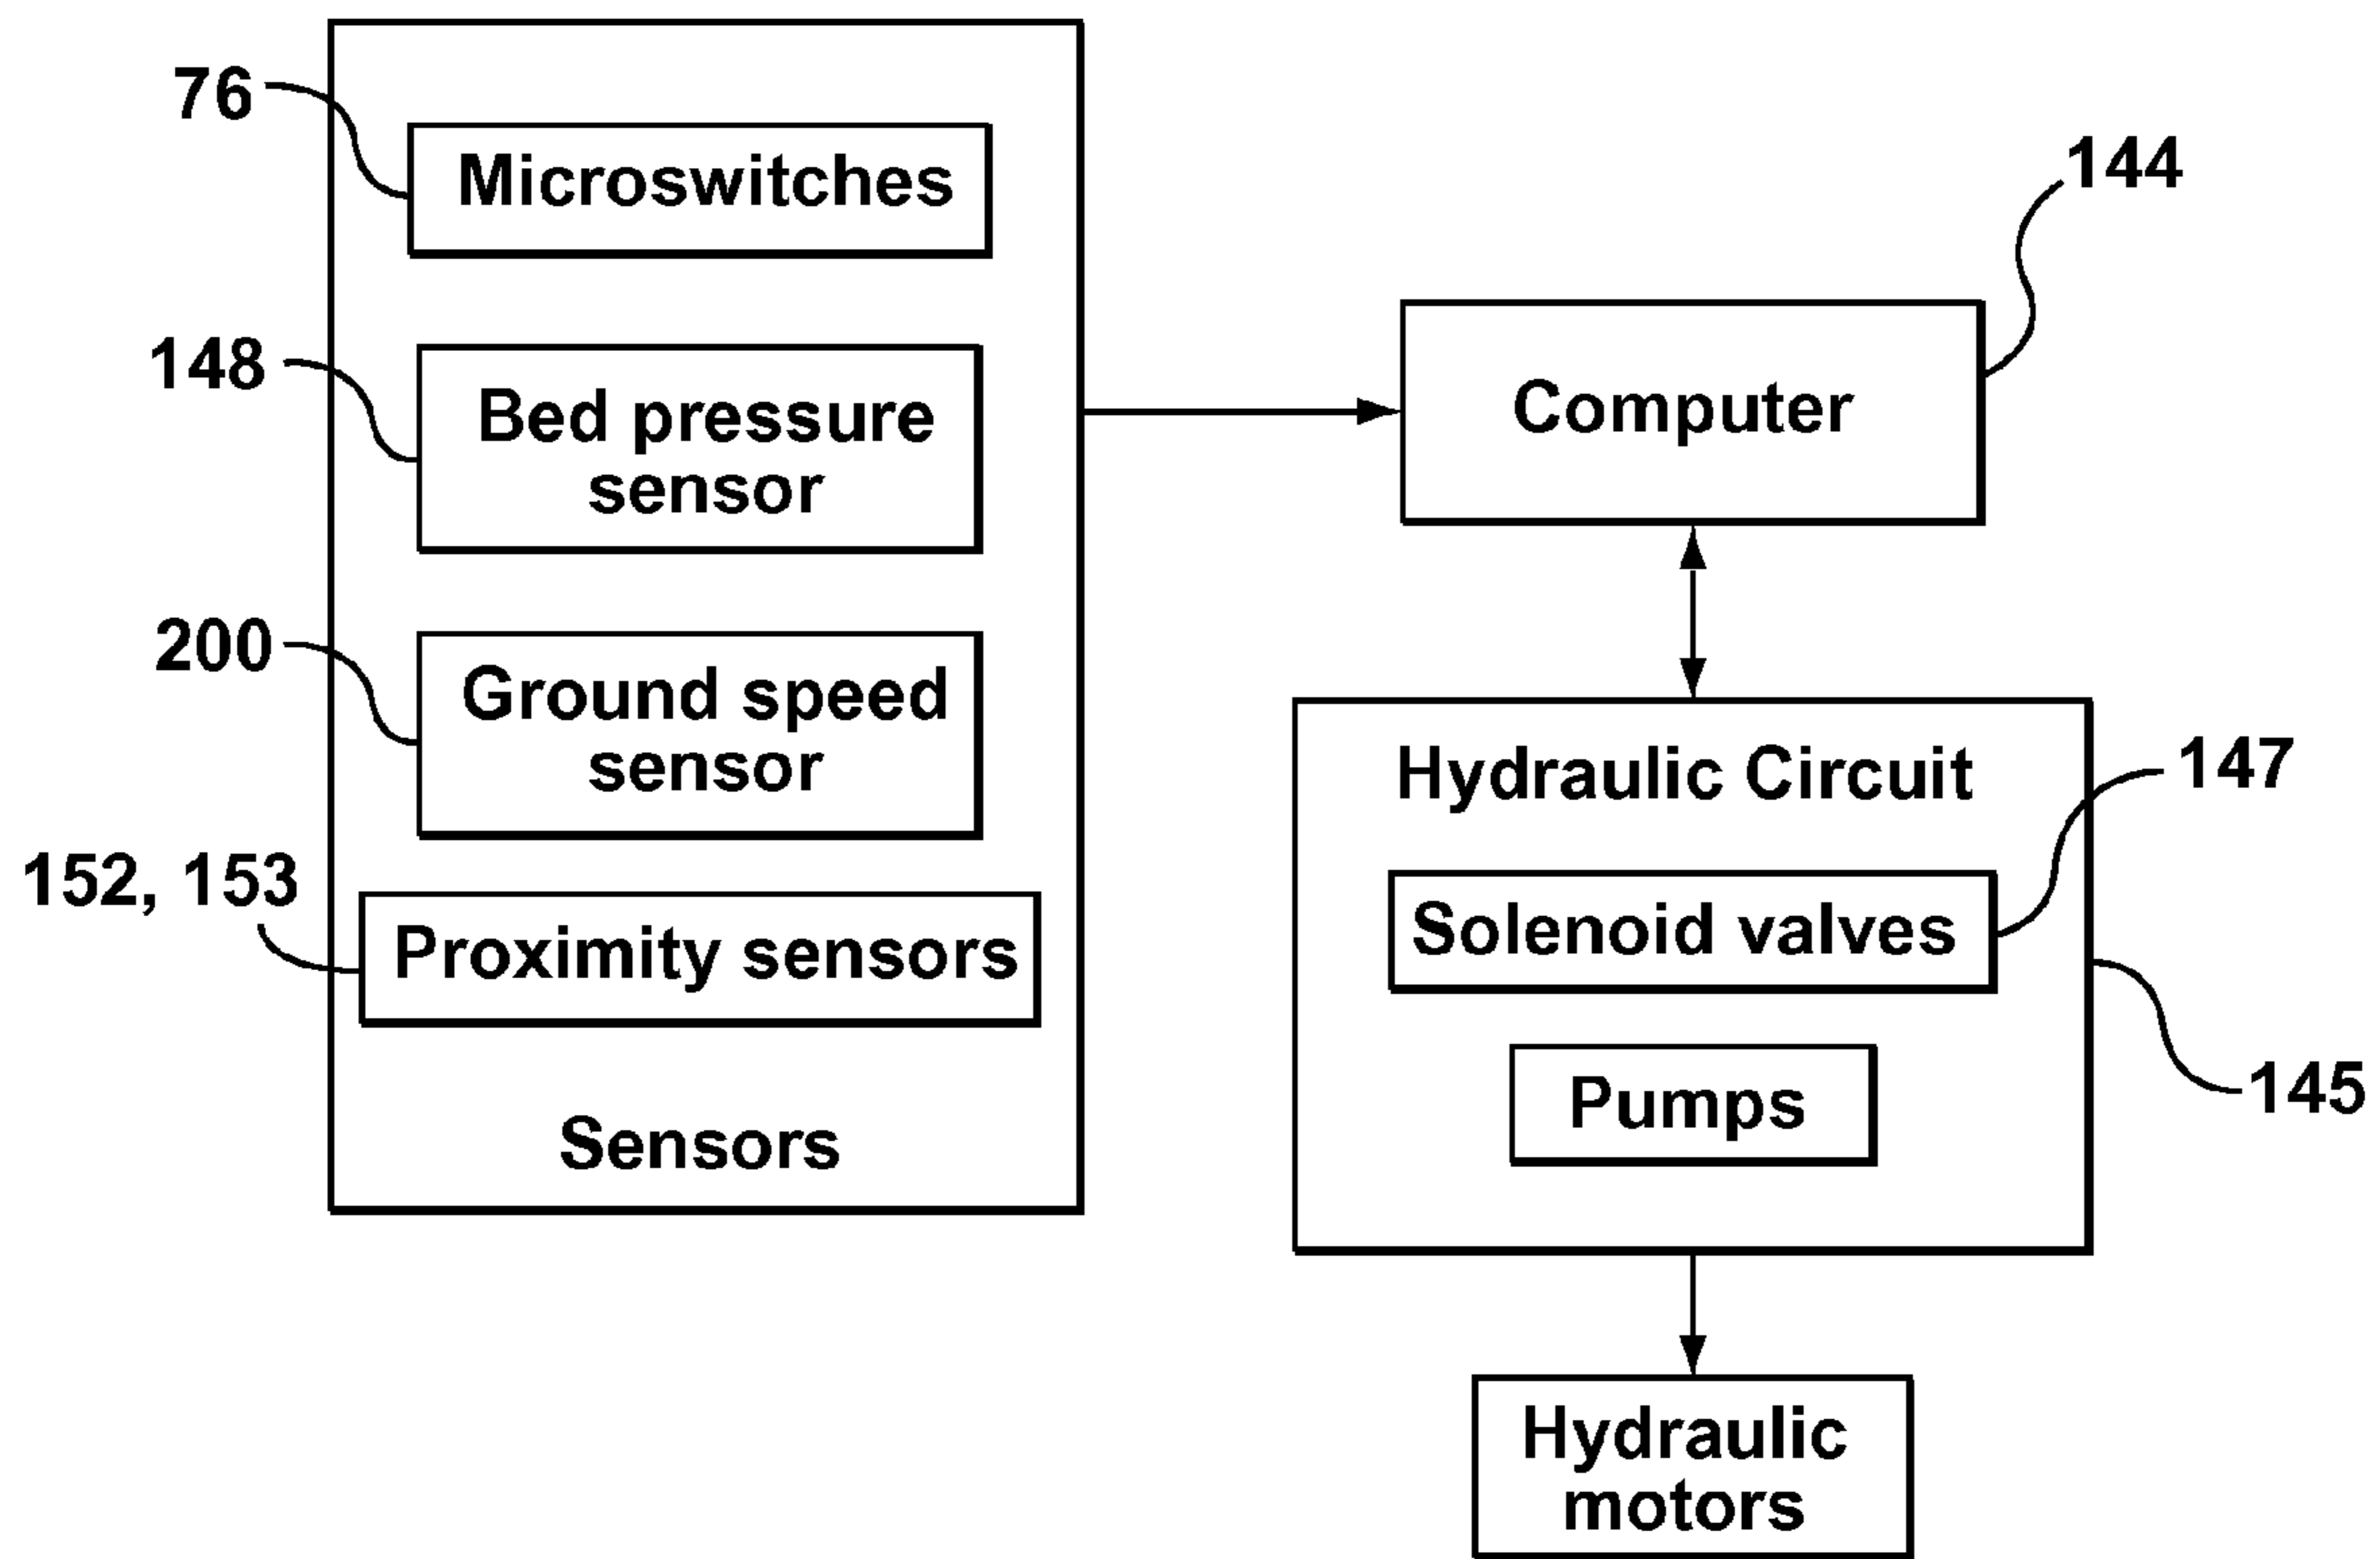 76
Microswitches
148
Bed pressure
sensor
200
Ground speed
sensor
152, 153
Proximity sensors
Sensors
144
Computer
Hydraulic Circuit
147
Solenoid valves
Pumps
145
Hydraulic
motors